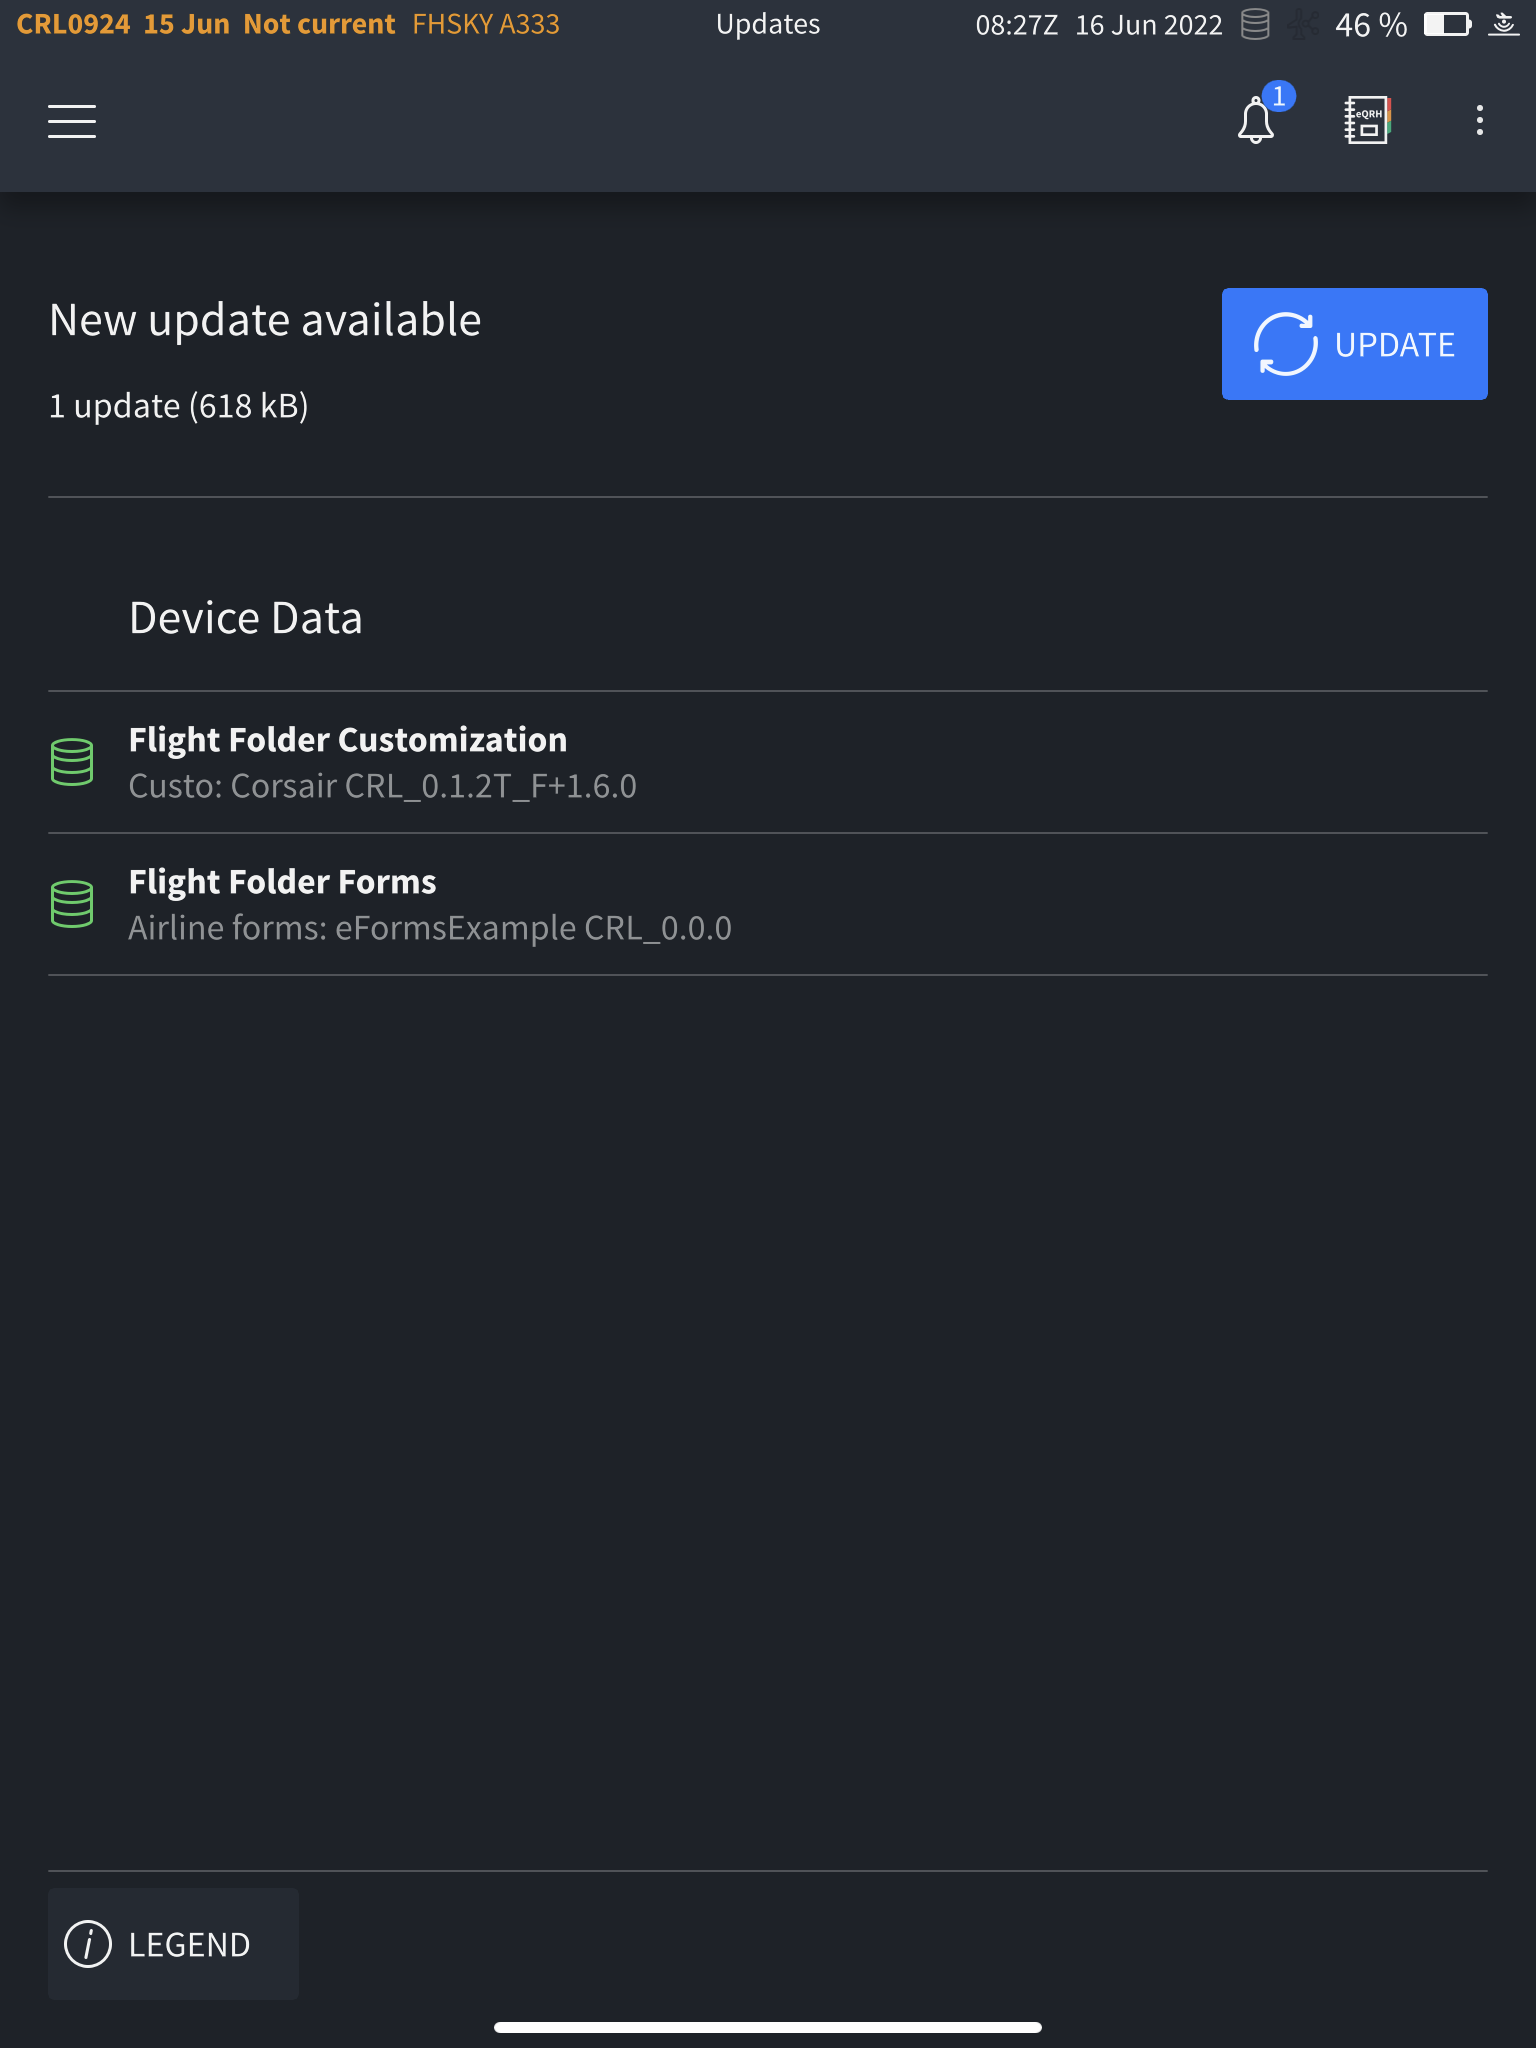 CRL0924 15 Jun Not current FHSKY A333 Updates 08:27Z 16 Jun 2022 46 %
1
eQRH
New update available
UPDATE
1 update (618 kB)
Device Data
Flight Folder Customization
Custo: Corsair CRL_0.1.2T_F+1.6.0
Flight Folder Forms
Airline forms: eFormsExample CRL_0.0.0
i LEGEND